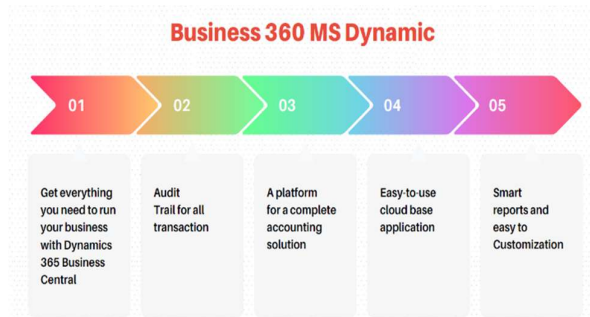 Business 360 MS Dynamic
01
02
03
04
05
Get everything
you need to run
your business
with Dynamics
365 Business
Central
Audit
Trail for all
transaction
A platform
for a complete
accounting
solution
Easy-to-use
cloud base
application
Smart
reports and
easy to
Customization